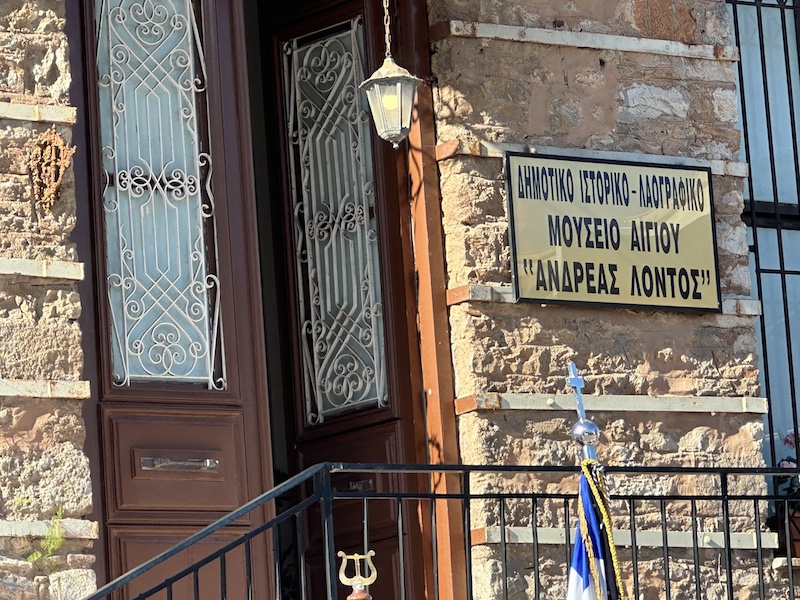 ΔΗΜΟΤΙΚΟ ΙΣΤΟΡΙΚΟ-ΛΑΟΓΡΑΦΙΚΟ
ΜΟΥΣΕΙΟ ΑΙΓΙΟΥ
"ΑΝΔΡΕΑΣ ΛΟΝΤΟΣ"